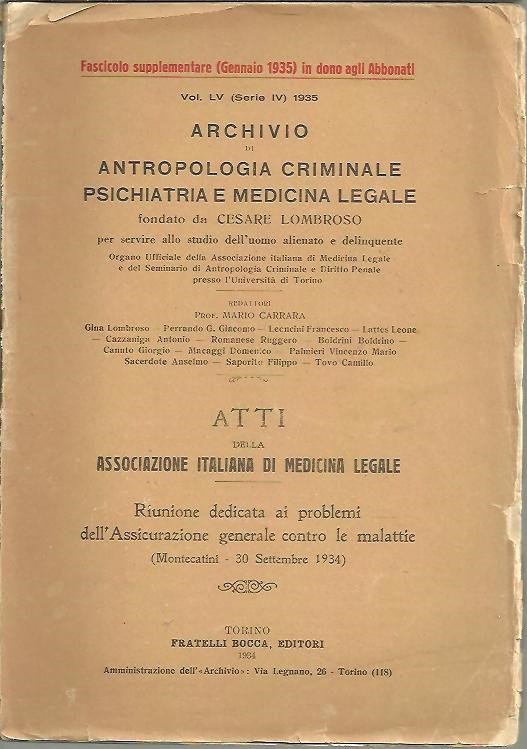 Fascicolo supplementare (Gennaio 1935) in dono agli Abbonati
Vol. LV (Serie IV) 1935
ARCHIVIO
DI
ANTROPOLOGIA CRIMINALE
PSICHIATRIA E MEDICINA LEGALE
fondato da CESARE LOMBROSO
per servire allo studio dell'uomo alienato e delinquente
Organo Ufficiale della Associazione italiana di Medicina Legale
e del Seminario di Antropologia Criminale e Diritto Penale
presso l'Università di Torino
REDATTORI
PROF. MARIO CARRARA
Gina Lombroso — Perrando G. Giacomo — Leoncini Francesco — Lattes Leone
— Cazzaniga Antonio — Romanese Ruggero — Boldrini Boldrino —
Canuto Giorgio — Macaggi Domenico — Palmieri Vincenzo Mario
Sacerdote Anselmo — Saporito Filippo — Tovo Camillo
ATTI
DELLA
ASSOCIAZIONE ITALIANA DI MEDICINA LEGALE
Riunione dedicata ai problemi
dell'Assicurazione generale contro le malattie
(Montecatini - 30 Settembre 1934)
TORINO
FRATELLI BOCCA, EDITORI
1934
Amministrazione dell'«Archivio»: Via Legnano, 26 - Torino (118)